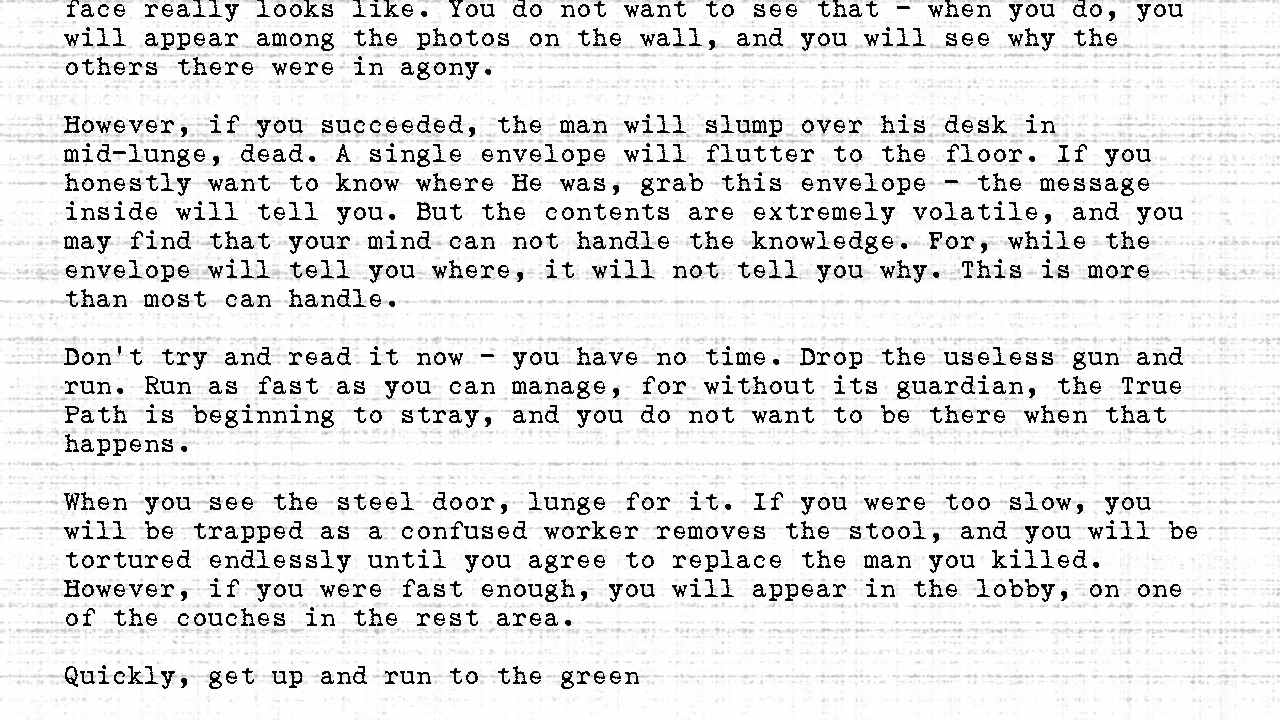 face really looks like. You do not want to see that - when you do, you
will appear among the photos on the wall, and you will see why the
others there were in agony.
However, if you succeeded, the man will slump over his desk in
mid-lunge, dead. A single envelope will flutter to the floor. If you
honestly want to know where He was, grab this envelope - the message
inside will tell you. But the contents are extremely volatile, and you
may find that your mind can not handle the knowledge. For, while the
envelope will tell you where, it will not tell you why. This is more
than most can handle.
Don't try and read it now - you have no time. Drop the useless gun and
run. Run as fast as you can manage, for without its guardian, the True
Path is beginning to stray, and you do not want to be there when that
happens.
When you see the steel door, lunge for it. If you were too slow, you
will be trapped as a confused worker removes the stool, and you will be
tortured endlessly until you agree to replace the man you killed.
However, if you were fast enough, you will appear in the lobby, on one
of the couches in the rest area.
Quickly, get up and run to the green